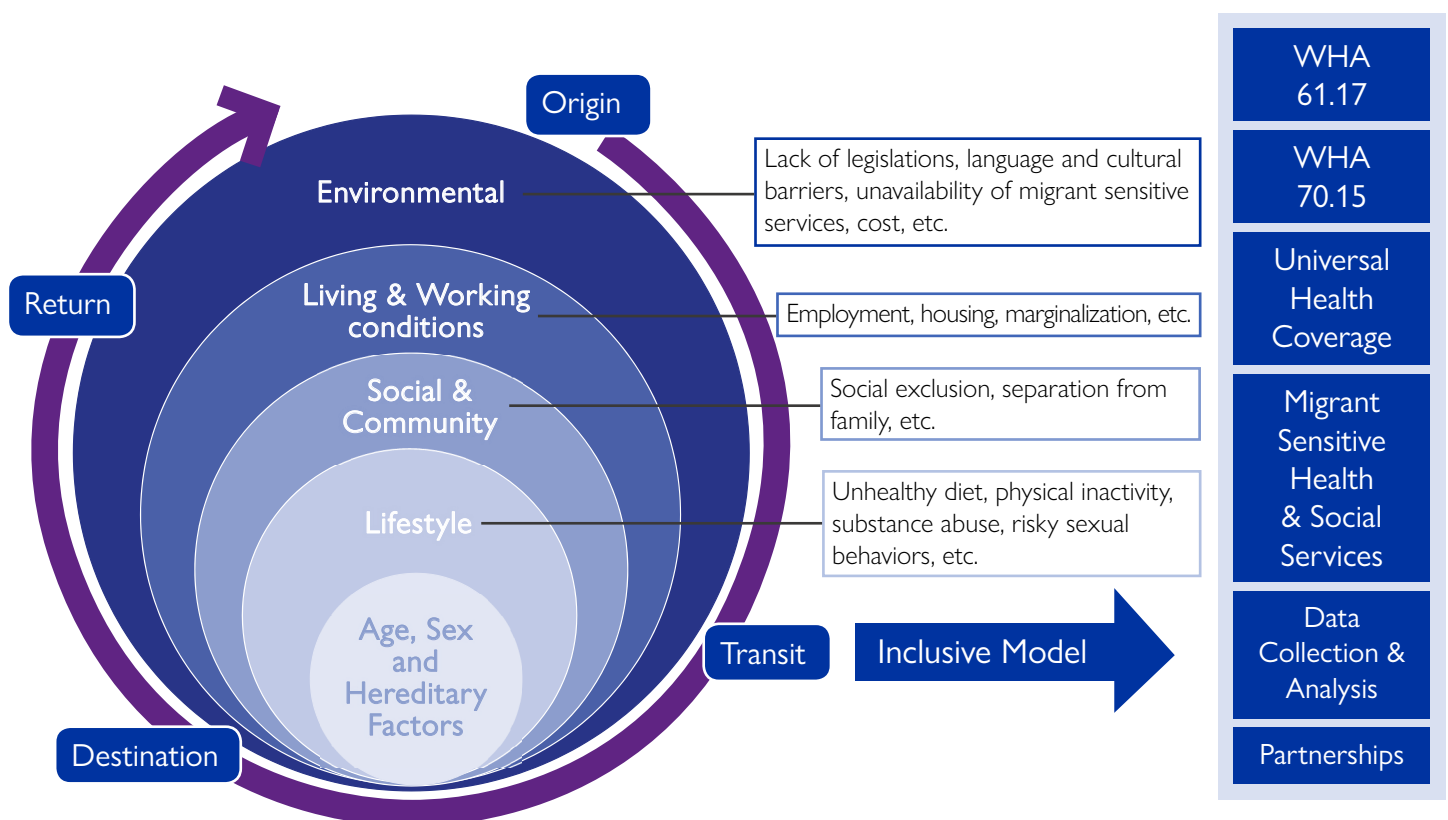 Origin
Environmental
Lack of legislations, language and cultural
barriers, unavailability of migrant sensitive
services, cost, etc.
Return
Living & Working
conditions
Employment, housing, marginalization, etc.
Social &
Community
Social exclusion, separation from
family, etc.
Lifestyle
Unhealthy diet, physical inactivity,
substance abuse, risky sexual
behaviors, etc.
Age, Sex
and
Hereditary
Factors
Transit
Destination
Inclusive Model
WHA
61.17
WHA
70.15
Universal
Health
Coverage
Migrant
Sensitive
Health
& Social
Services
Data
Collection &
Analysis
Partnerships